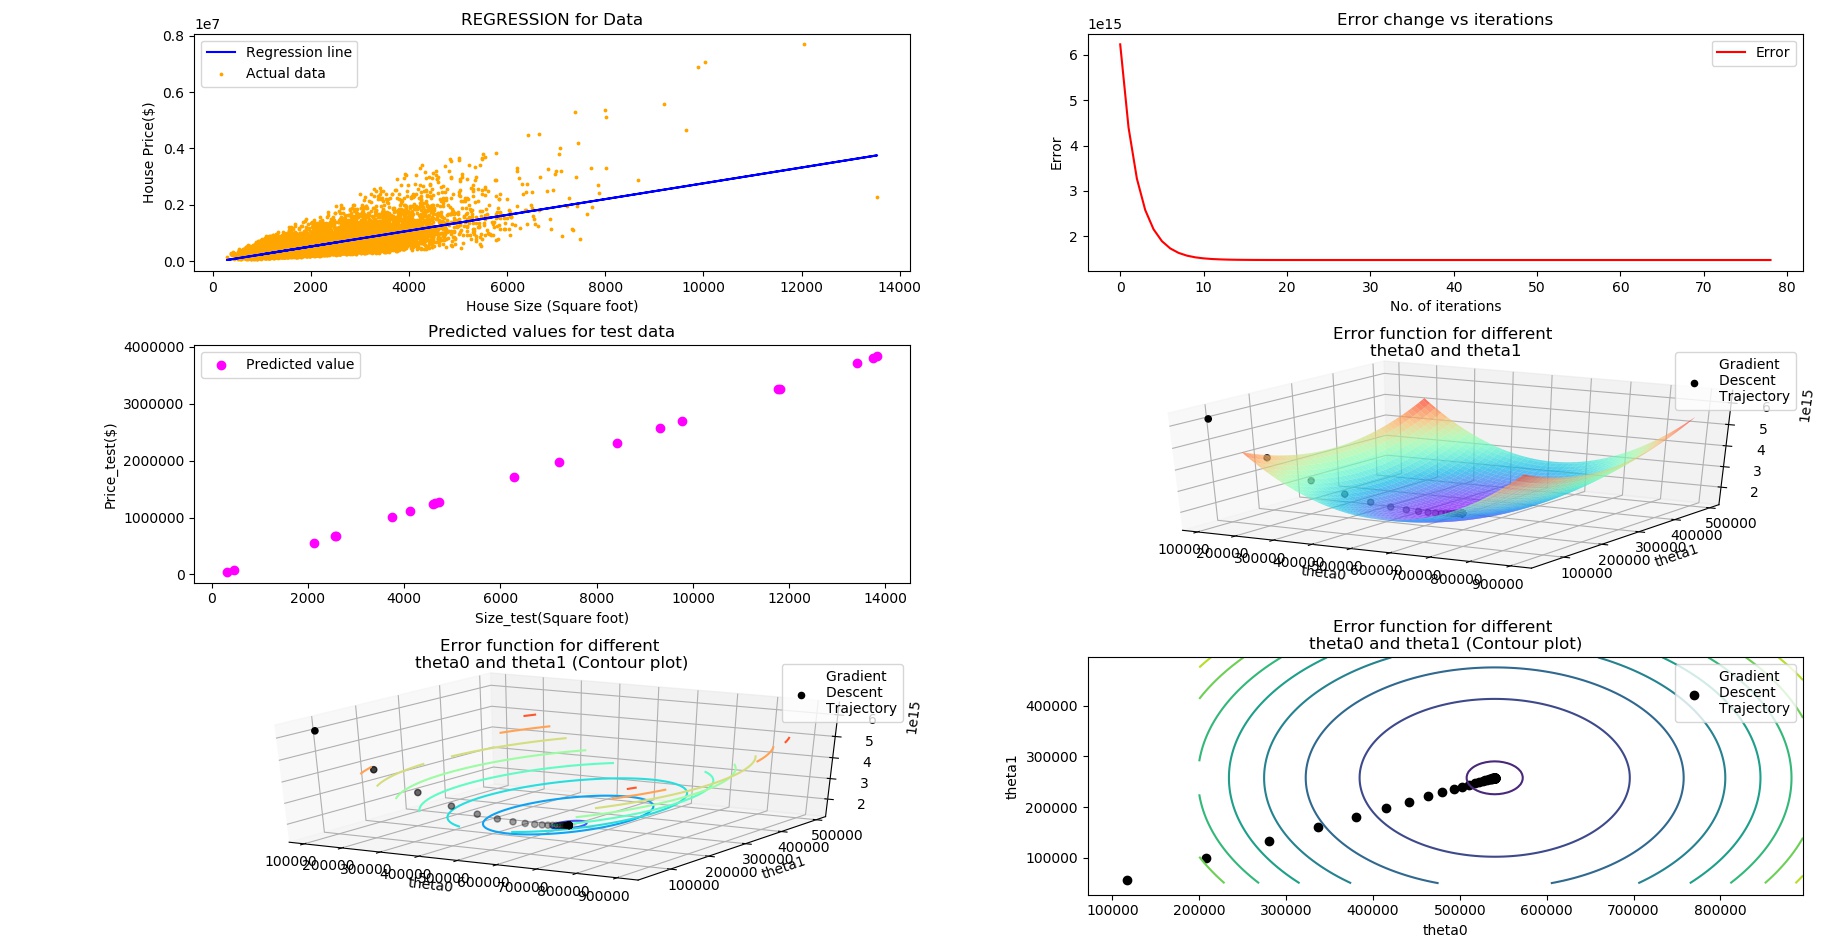 REGRESSION for Data
1e7
Regression line
Actual data
0.8
0.6
0.4
0.2
0.0
House Price($)
0 2000 4000 6000 8000 10000 12000 14000
House Size (Square foot)
Error change vs iterations
1e15
Error
6
5
4
3
2
Error
0 10 20 30 40 50 60 70 80
No. of iterations
Predicted values for test data
Predicted value
4000000
3000000
2000000
1000000
0
Price_test($)
0 2000 4000 6000 8000 10000 12000 14000
Size_test(Square foot)
Error function for different
theta0 and theta1
Gradient
Descent
Trajectory
1e15
6
5
4
3
2
100000 200000 300000 400000 500000 600000 700000 800000 900000
theta0
100000 200000 300000 400000 500000
theta1
Error function for different
theta0 and theta1 (Contour plot)
Gradient
Descent
Trajectory
1e15
6
5
4
3
2
100000 200000 300000 400000 500000 600000 700000 800000 900000
theta0
100000 200000 300000 400000 500000
theta1
Error function for different
theta0 and theta1 (Contour plot)
Gradient
Descent
Trajectory
400000
300000
200000
100000
theta1
100000 200000 300000 400000 500000 600000 700000 800000
theta0